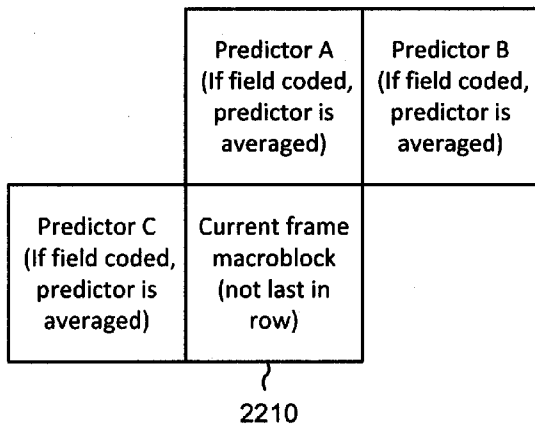 Predictor A
(If field coded,
predictor is
averaged)
Predictor B
(If field coded,
predictor is
averaged)
Predictor C
(If field coded,
predictor is
averaged)
Current frame
macroblock
(not last in
row)
2210